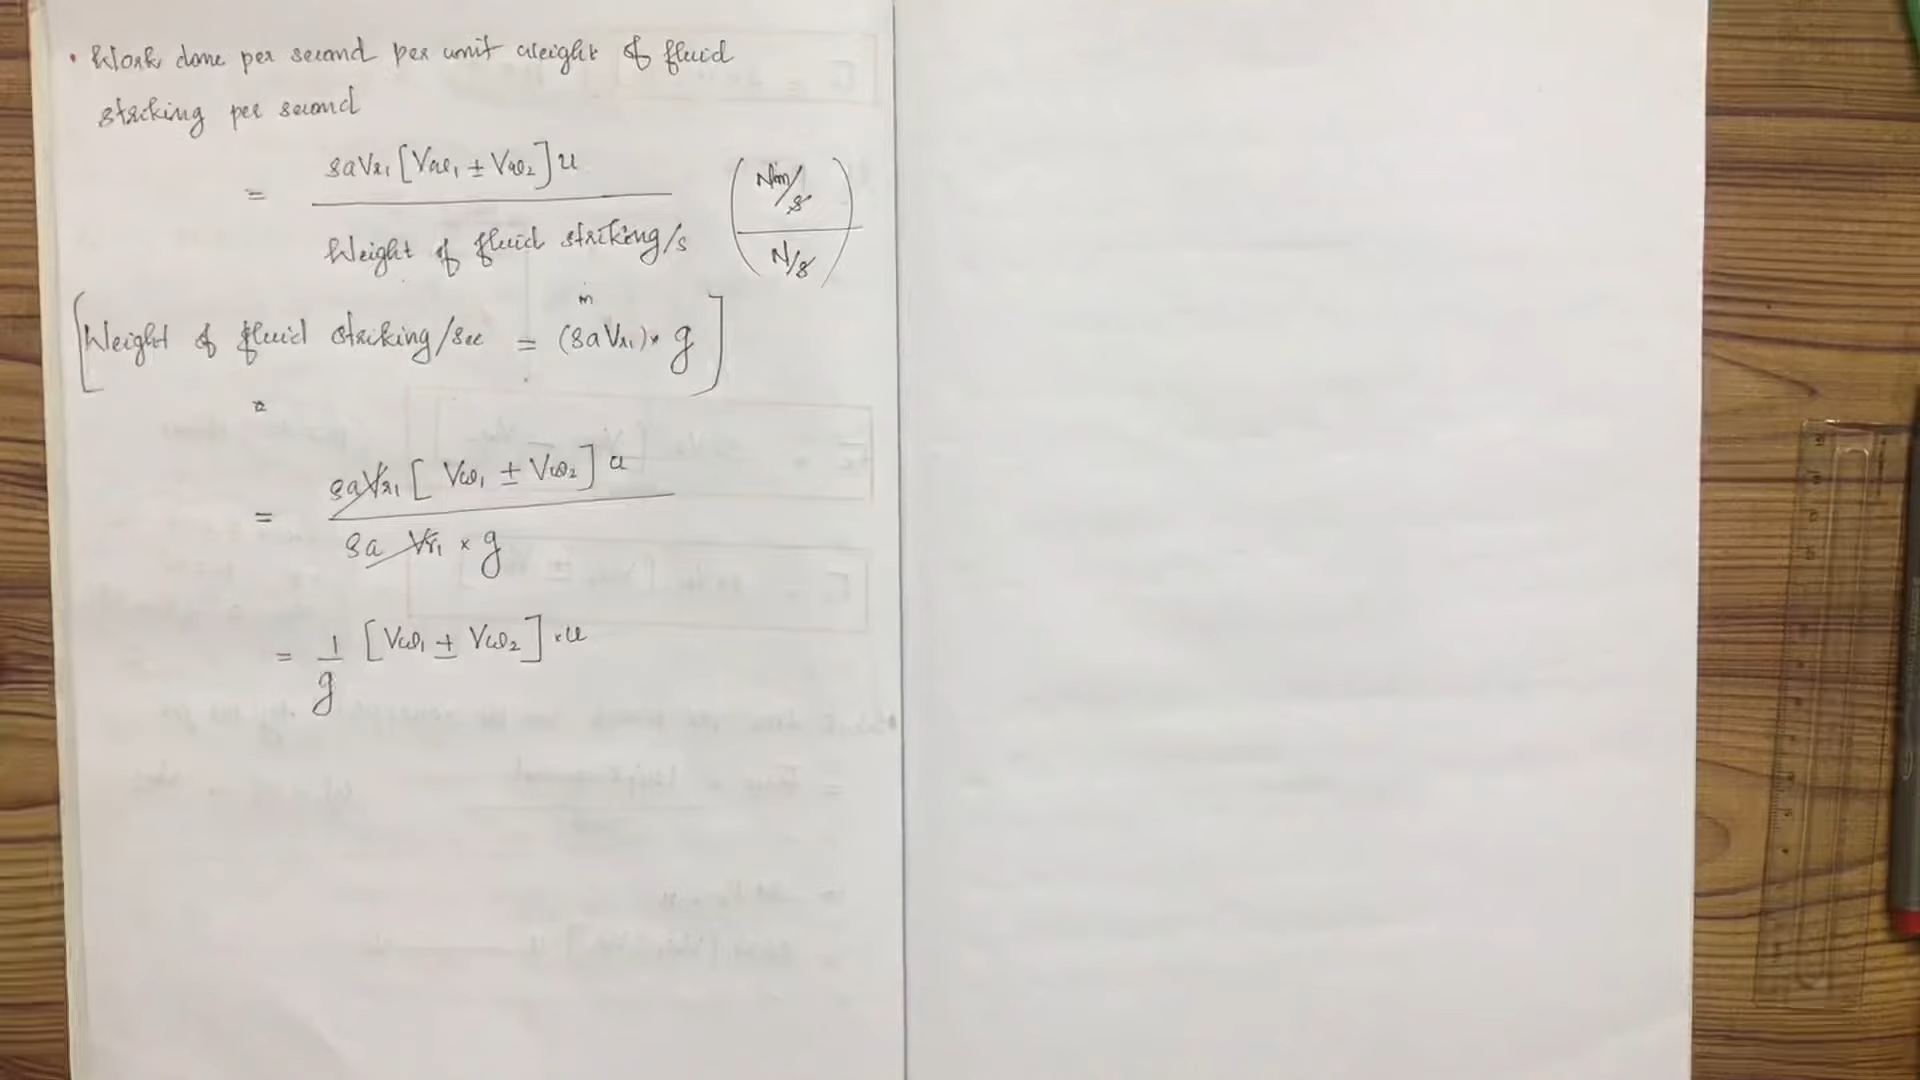 • Work done per second per unit weight of fluid
striking per second
= ρaVr₁[Vw₁ ± Vw₂]u / Weight of fluid striking/s (Nm/s / N/s)
ṁ
[Weight of fluid striking/sec = (ρaVr₁)× g]
= ρaVr₁[Vw₁ ± Vw₂]u / ρa Vr₁ × g
= 1/g [Vw₁ ± Vw₂]×u